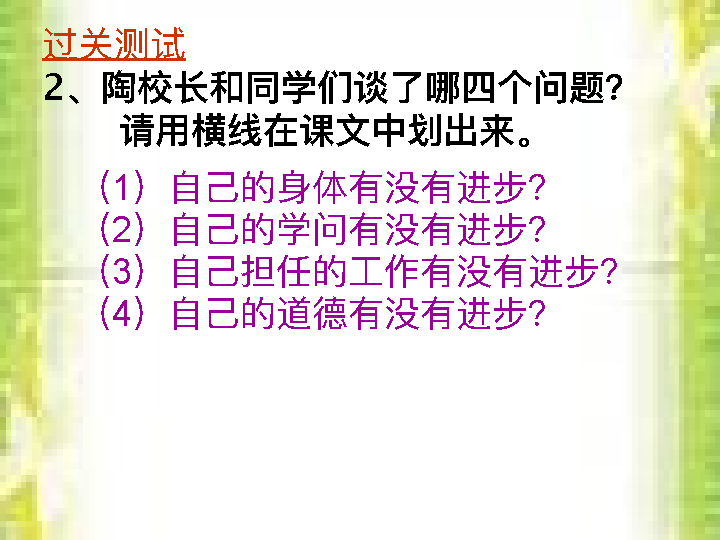 过关测试
2、陶校长和同学们谈了哪四个问题?
请用横线在课文中划出来。
（1）自己的身体有没有进步?
（2）自己的学问有没有进步?
（3）自己担任的工作有没有进步?
（4）自己的道德有没有进步?